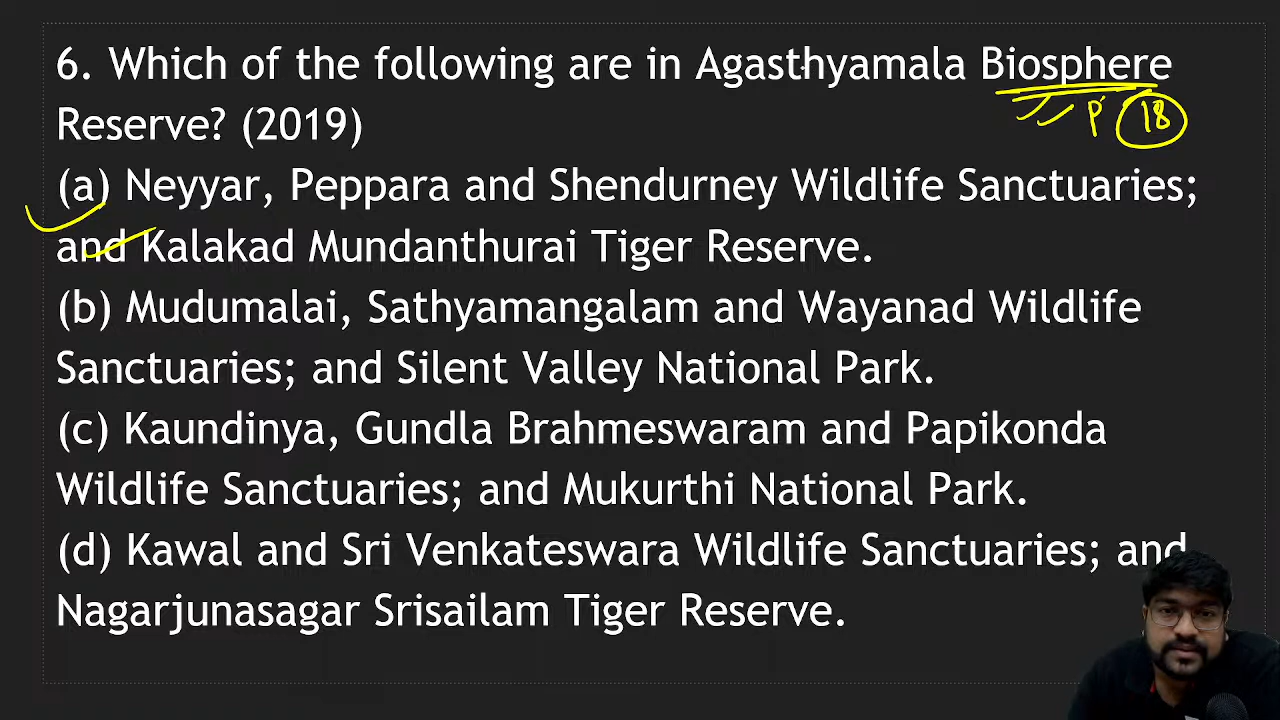 6. Which of the following are in Agasthyamala Biosphere
Reserve? (2019)
P 18
(a) Neyyar, Peppara and Shendurney Wildlife Sanctuaries;
and Kalakad Mundanthurai Tiger Reserve.
(b) Mudumalai, Sathyamangalam and Wayanad Wildlife
Sanctuaries; and Silent Valley National Park.
(c) Kaundinya, Gundla Brahmeswaram and Papikonda
Wildlife Sanctuaries; and Mukurthi National Park.
(d) Kawal and Sri Venkateswara Wildlife Sanctuaries; and
Nagarjunasagar Srisailam Tiger Reserve.